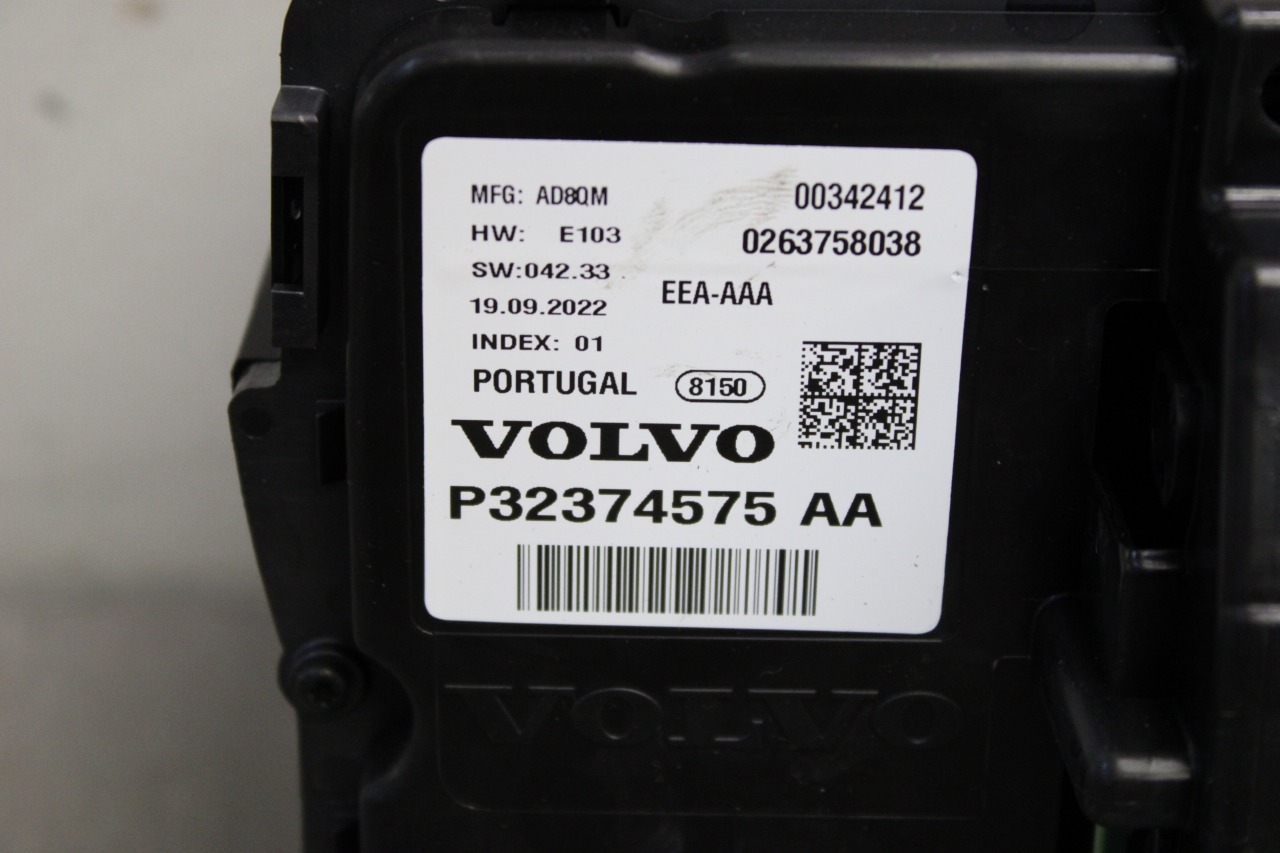 MFG: AD8QM 00342412
HW: E103 0263758038
SW:042.33
EEA-AAA
19.09.2022
INDEX: 01
PORTUGAL 8150
VOLVO
P32374575 AA
VOLVO